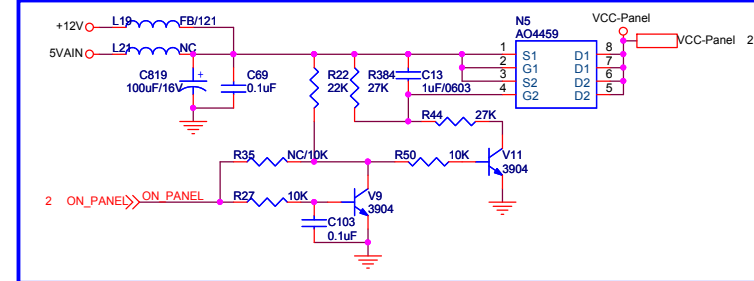 +12V L19 FB/121
5VAIN L21 NC
C819
100uF/16V
C69
0.1uF
R22
22K
R384
27K
C13
1uF/0603
N5
AO4459
1 S1 D1 8
2 G1 D1 7
3 S2 D2 6
4 G2 D2 5
VCC-Panel
VCC-Panel 2
R44 27K
R35 NC/10K
R50 10K
V11
3904
2 ON_PANEL ON_PANEL
R27 10K
V9
3904
C103
0.1uF
+